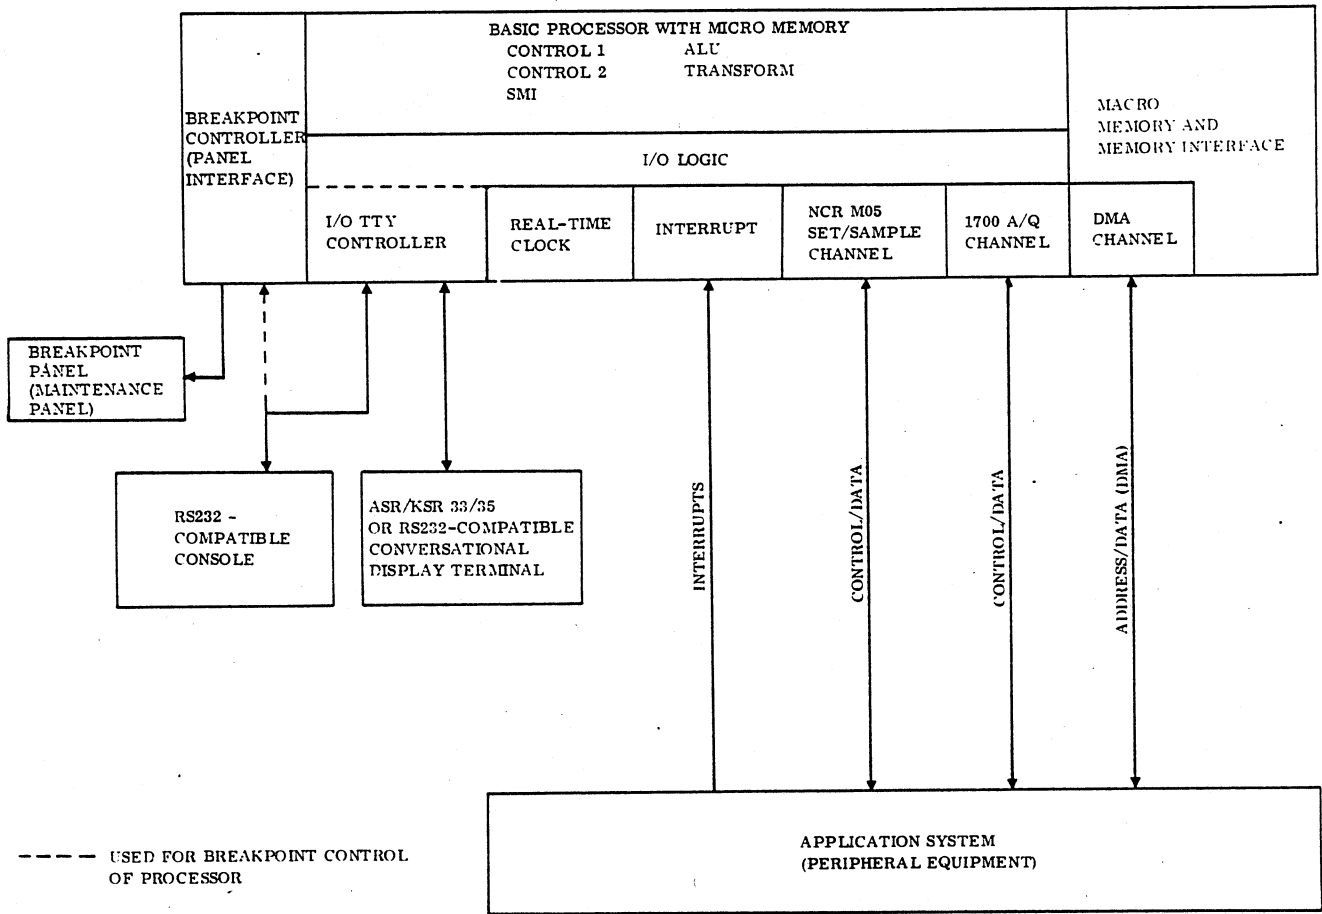 BASIC PROCESSOR WITH MICRO MEMORY
CONTROL 1 ALU
CONTROL 2 TRANSFORM
SMI
BREAKPOINT
CONTROLLER
(PANEL
INTERFACE)
MACRO
MEMORY AND
MEMORY INTERFACE
I/O LOGIC
I/O TTY
CONTROLLER
REAL-TIME
CLOCK
INTERRUPT
NCR M05
SET/SAMPLE
CHANNEL
1700 A/Q
CHANNEL
DMA
CHANNEL
BREAKPOINT
PANEL
(MAINTENANCE
PANEL)
RS232 -
COMPATIBLE
CONSOLE
ASR/KSR 33/35
OR RS232-COMPATIBLE
CONVERSATIONAL
DISPLAY TERMINAL
INTERRUPTS
CONTROL/DATA
CONTROL/DATA
ADDRESS/DATA (DMA)
APPLICATION SYSTEM
(PERIPHERAL EQUIPMENT)
USED FOR BREAKPOINT CONTROL
OF PROCESSOR